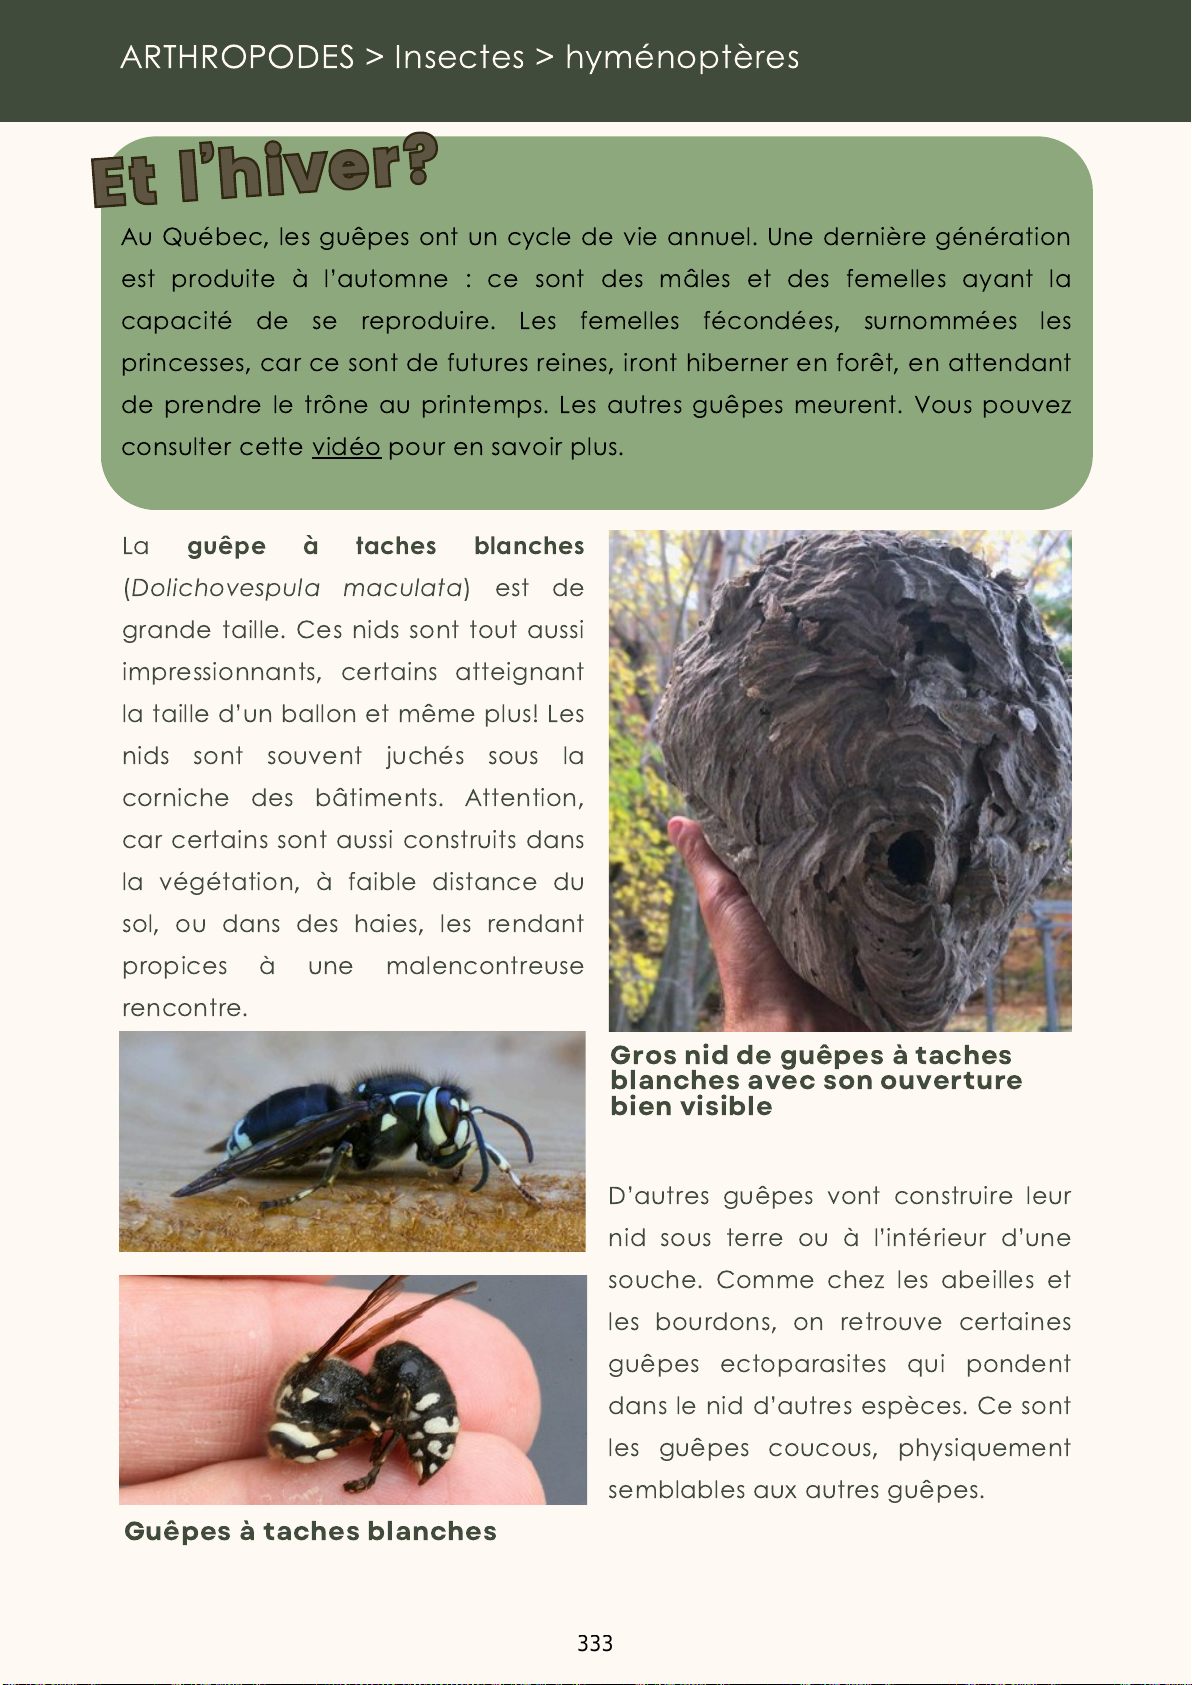 ARTHROPODES > Insectes > hyménoptères
Et l'hiver?
Au Québec, les guêpes ont un cycle de vie annuel. Une dernière génération
est produite à l'automne : ce sont des mâles et des femelles ayant la
capacité de se reproduire. Les femelles fécondées, surnommées les
princesses, car ce sont de futures reines, iront hiberner en forêt, en attendant
de prendre le trône au printemps. Les autres guêpes meurent. Vous pouvez
consulter cette vidéo pour en savoir plus.
La guêpe à taches blanches
(Dolichovespula maculata) est de
grande taille. Ces nids sont tout aussi
impressionnants, certains atteignant
la taille d'un ballon et même plus! Les
nids sont souvent juchés sous la
corniche des bâtiments. Attention,
car certains sont aussi construits dans
la végétation, à faible distance du
sol, ou dans des haies, les rendant
propices à une malencontreuse
rencontre.
Guêpes à taches blanches
Gros nid de guêpes à taches
blanches avec son ouverture
bien visible
D'autres guêpes vont construire leur
nid sous terre ou à l'intérieur d'une
souche. Comme chez les abeilles et
les bourdons, on retrouve certaines
guêpes ectoparasites qui pondent
dans le nid d'autres espèces. Ce sont
les guêpes coucous, physiquement
semblables aux autres guêpes.
333